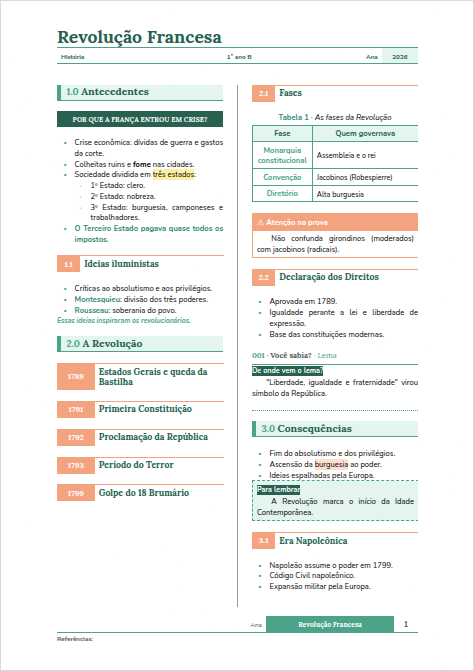 Revolução Francesa
História 1º ano B Ana 2026
1.0 Antecedentes
POR QUE A FRANÇA ENTROU EM CRISE?
• Crise econômica: dívidas de guerra e gastos
da corte.
• Colheitas ruins e fome nas cidades.
• Sociedade dividida em três estados:
◦ 1º Estado: clero.
◦ 2º Estado: nobreza.
◦ 3º Estado: burguesia, camponeses e
trabalhadores.
• O Terceiro Estado pagava quase todos os
impostos.
1.1 Ideias iluministas
• Críticas ao absolutismo e aos privilégios.
• Montesquieu: divisão dos três poderes.
• Rousseau: soberania do povo.
Essas ideias inspiraram os revolucionários.
2.0 A Revolução
1789 Estados Gerais e queda da
Bastilha
1791 Primeira Constituição
1792 Proclamação da República
1793 Período do Terror
1799 Golpe do 18 Brumário
2.1 Fases
Tabela 1 · As fases da Revolução
Fase Quem governava
Monarquia
constitucional Assembleia e o rei
Convenção Jacobinos (Robespierre)
Diretório Alta burguesia
⚠ Atenção na prova
Não confunda girondinos (moderados)
com jacobinos (radicais).
2.2 Declaração dos Direitos
• Aprovada em 1789.
• Igualdade perante a lei e liberdade de
expressão.
• Base das constituições modernas.
001 · Você sabia? · Lema
De onde vem o lema?
"Liberdade, igualdade e fraternidade" virou
símbolo da República.
3.0 Consequências
• Fim do absolutismo e dos privilégios.
• Ascensão da burguesia ao poder.
• Ideias espalhadas pela Europa.
Para lembrar
A Revolução marca o início da Idade
Contemporânea.
3.1 Era Napoleônica
• Napoleão assume o poder em 1799.
• Código Civil napoleônico.
• Expansão militar pela Europa.
Ana Revolução Francesa 1
Referências: